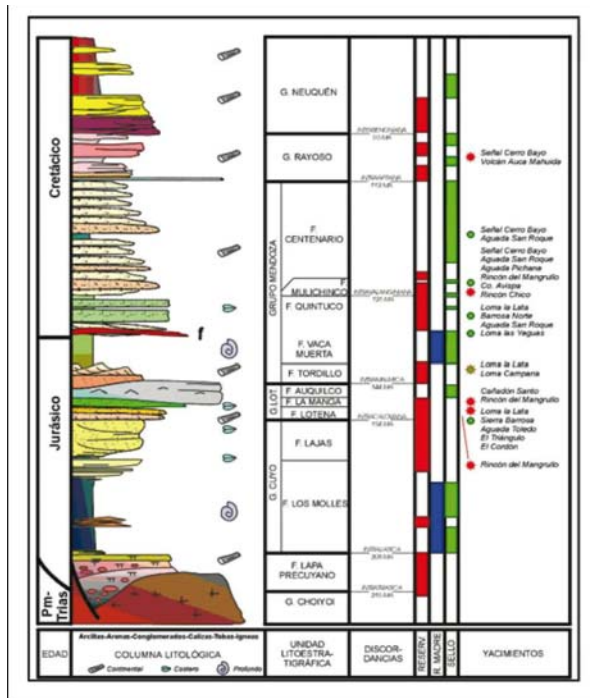 Cretácico
Jurásico
Pm-
Trias
f
G. NEUQUÉN
G. RAYOSO
GRUPO MENDOZA
F.
CENTENARIO
F.
MULICHINCO
F. QUINTUCO
F. VACA
MUERTA
F. TORDILLO
G.LOT
F. AUQUILCO
F. LA MANGA
F. LOTENA
G. CUYO
F. LAJAS
F. LOS MOLLES
F. LAPA
PRECUYANO
G. CHOIYOI
Señal Cerro Bayo
Volcán Auca Mahuida
Señal Cerro Bayo
Aguada San Roque
Señal Cerro Bayo
Aguada San Roque
Aguada Pichana
Rincón del Mangrullo
Co. Avispa
Rincón Chico
Loma la Lata
Barrosa Norte
Aguada San Roque
Loma las Yeguas
Loma la Lata
Loma Campana
Cañadón Santo
Rincón del Mangrullo
Loma la Lata
Sierra Barrosa
Aguada Toledo
El Triángulo
El Cordón
Rincón del Mangrullo
EDAD
Arcillas-Arenas-Conglomerados-Calizas-Tobas-Igneos
COLUMNA LITOLÓGICA
Continental
Costero
Profundo
UNIDAD
LITOESTRA-
TIGRÁFICA
DISCOR-
DANCIAS
RESERV.
R. MADRE
SELLO
YACIMIENTOS